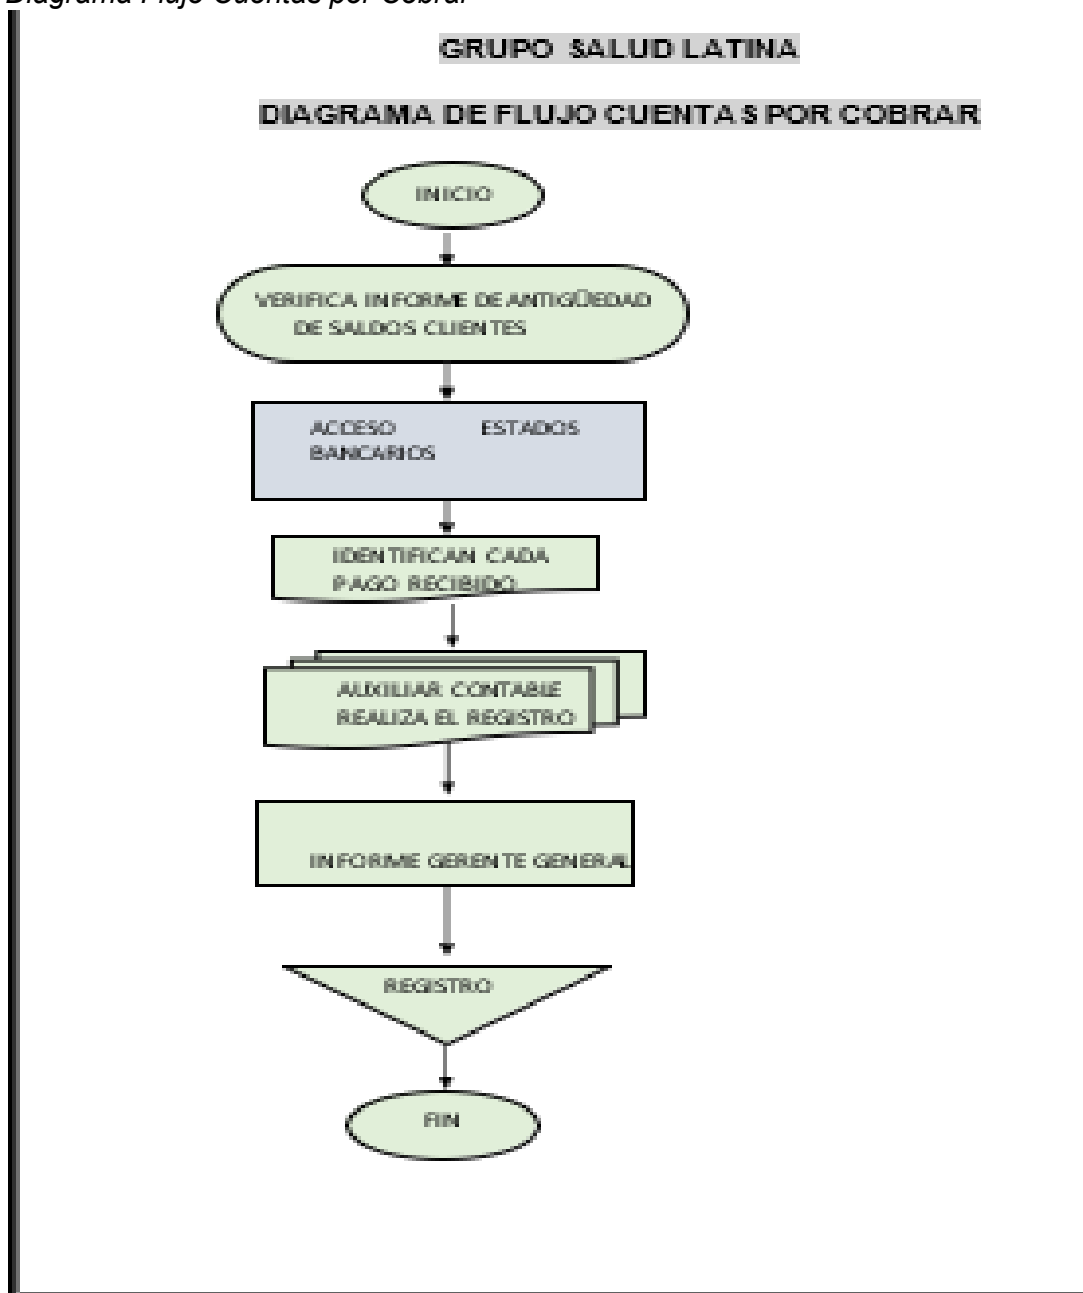 Diagrama Flujo Cuentas por Cobrar
GRUPO SALUD LATINA
DIAGRAMA DE FLUJO CUENTAS POR COBRAR
INICIO
VERIFICA INFORME DE ANTIGÜEDAD
DE SALDOS CLIENTES
ACCESO ESTADOS
BANCARIOS
IDENTIFICAN CADA
PAGO RECIBIDO
AUXILIAR CONTABLE
REALIZA EL REGISTRO
INFORME GERENTE GENERAL
REGISTRO
FIN